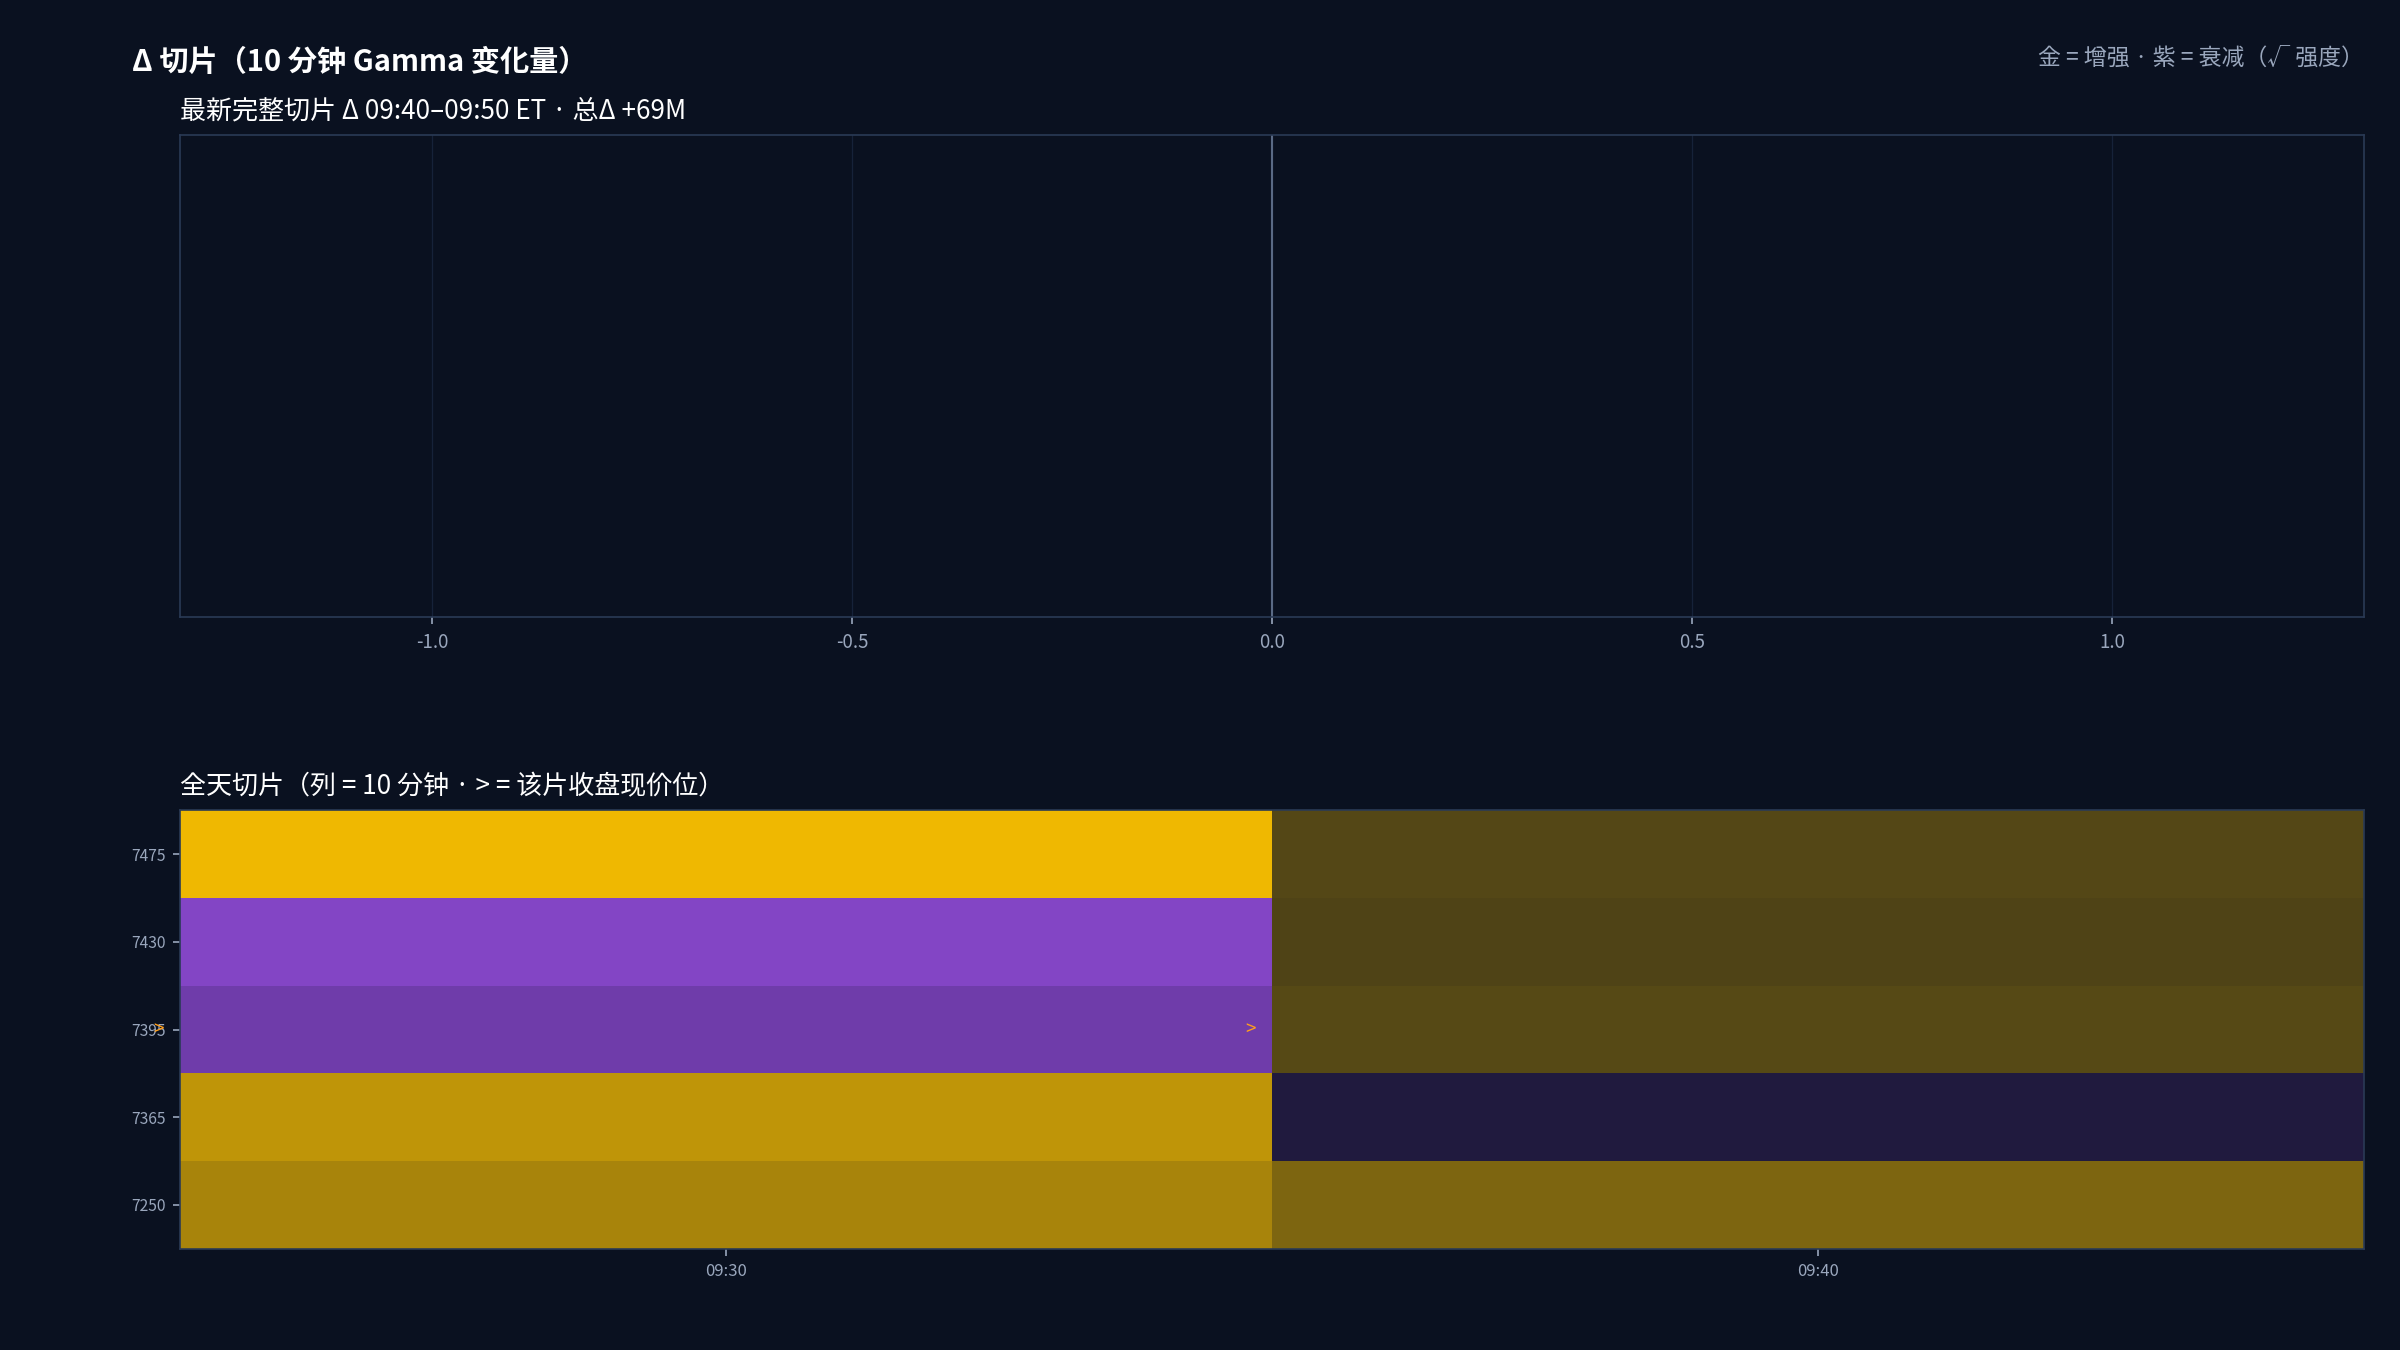 Δ 切片（10 分钟 Gamma 变化量）
金 = 增强 · 紫 = 衰减（√ 强度）
最新完整切片 Δ 09:40–09:50 ET · 总Δ +69M
-1.0 -0.5 0.0 0.5 1.0
全天切片（列 = 10 分钟 · > = 该片收盘现价位）
7475
7430
7395 > >
7365
7250
09:30 09:40